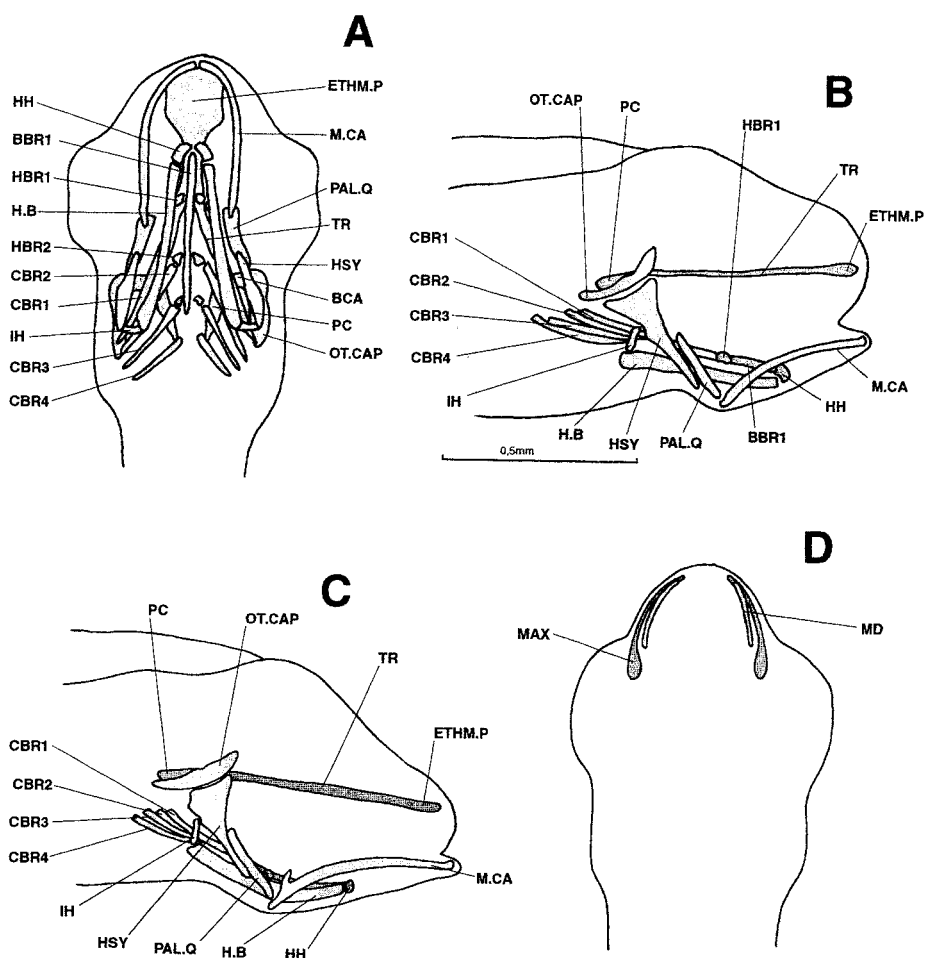 A
HH
BBR1
HBR1
H.B
HBR2
CBR2
CBR1
IH
CBR3
CBR4
ETHM.P
M.CA
PAL.Q
TR
HSY
BCA
PC
OT.CAP
B
OT.CAP
PC
HBR1
TR
ETHM.P
CBR1
CBR2
CBR3
CBR4
IH
H.B
HSY
PAL.Q
BBR1
HH
M.CA
0,5mm
C
PC
OT.CAP
TR
ETHM.P
CBR1
CBR2
CBR3
CBR4
IH
HSY
PAL.Q
H.B
HH
M.CA
D
MAX
MD